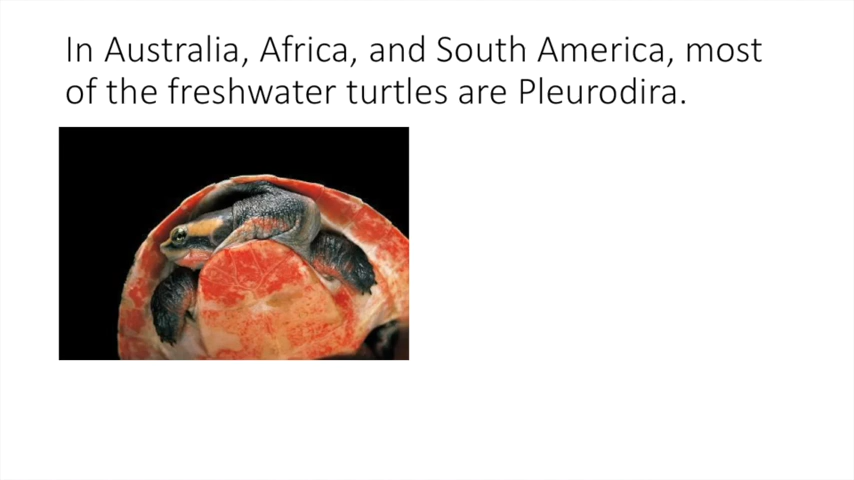 In Australia, Africa, and South America, most
of the freshwater turtles are Pleurodira.